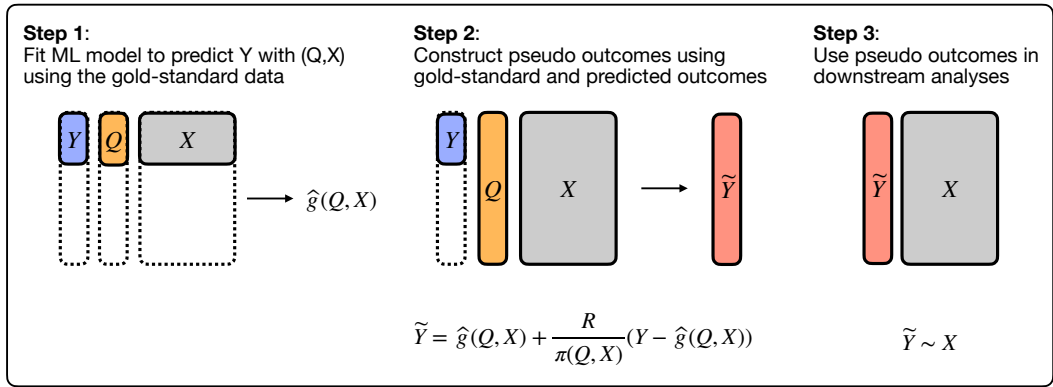 Step 1:
Fit ML model to predict Y with (Q,X)
using the gold-standard data
Y Q X
ĝ(Q, X)
Step 2:
Construct pseudo outcomes using
gold-standard and predicted outcomes
Y Q X Ỹ
Ỹ = ĝ(Q, X) + R/π(Q, X) (Y − ĝ(Q, X))
Step 3:
Use pseudo outcomes in
downstream analyses
Ỹ X
Ỹ ∼ X